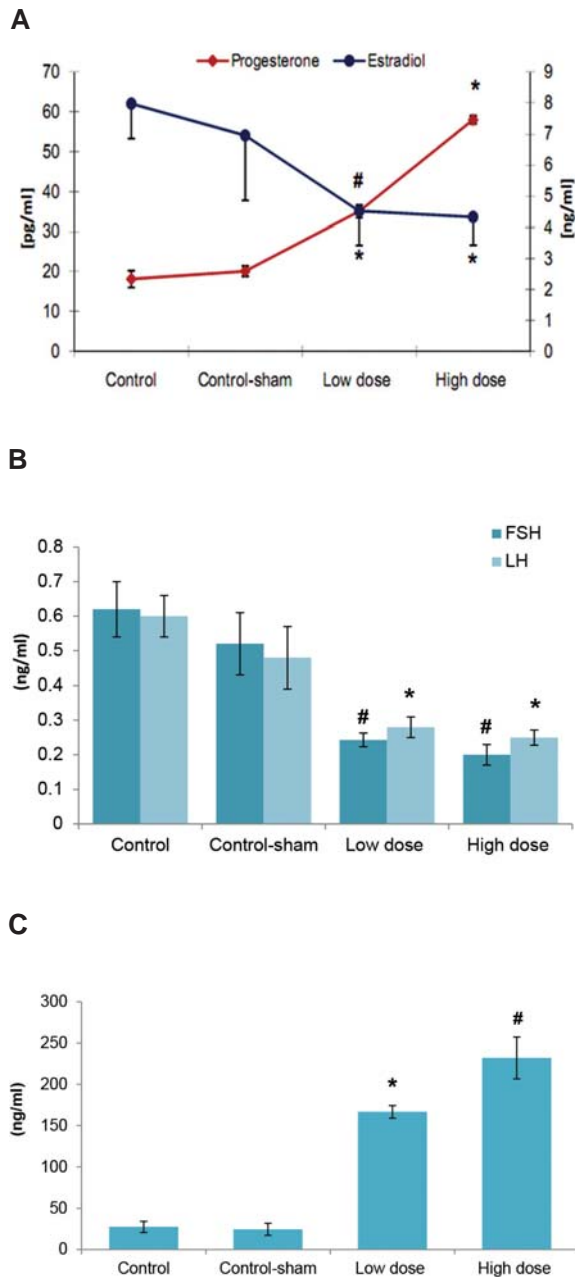 A
Progesterone Estradiol
70 9
60 8
50 7
40 6
30 5
20 4
10 3
0 2
1
0
[pg/ml]
[ng/ml]
*
#
*
*
Control Control-sham Low dose High dose
B
FSH
LH
0.8
0.7
0.6
0.5
0.4
0.3
0.2
0.1
0
(ng/ml)
# * # *
Control Control-sham Low dose High dose
C
300
250
200
150
100
50
0
(ng/ml)
* #
Control Control-sham Low dose High dose